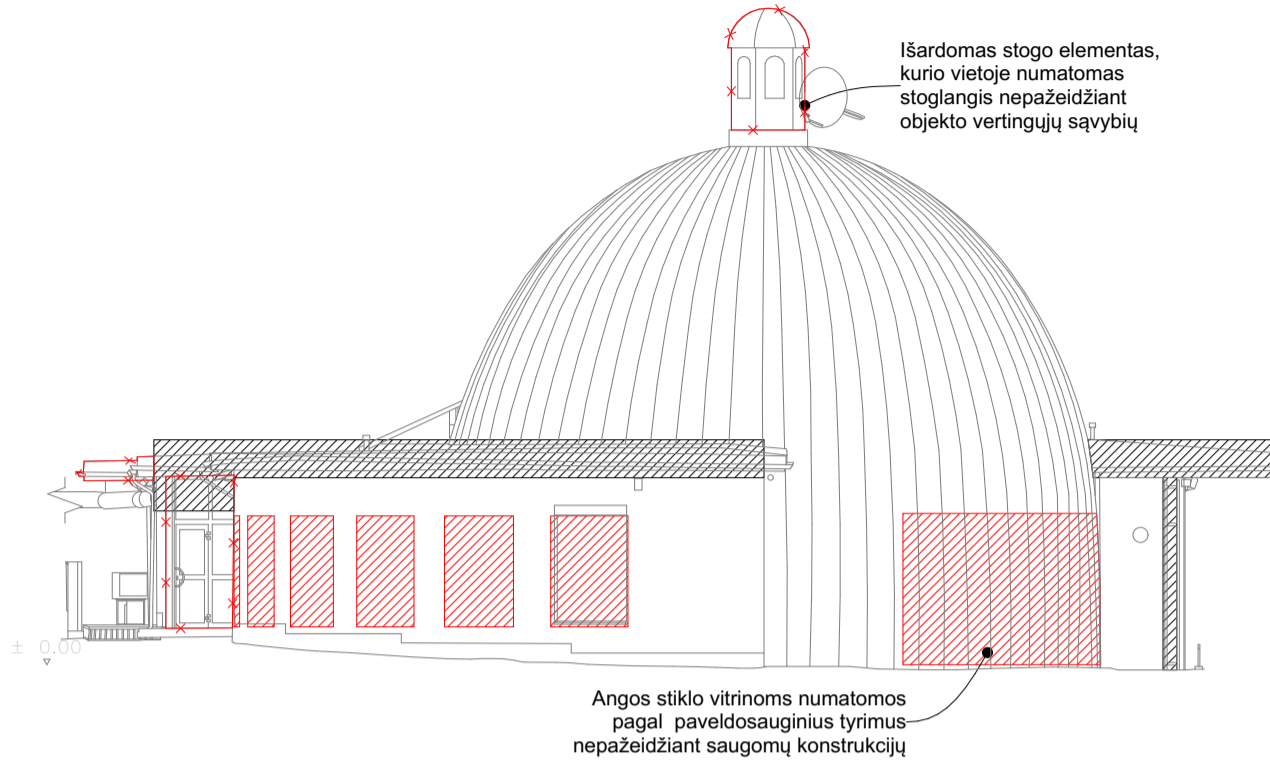 Išardomas stogo elementas,
kurio vietoje numatomas
stoglangis nepažeidžiant
objekto vertingųjų sąvybių
± 0.00
Angos stiklo vitrinoms numatomos
pagal paveldosauginius tyrimus
nepažeidžiant saugomų konstrukcijų